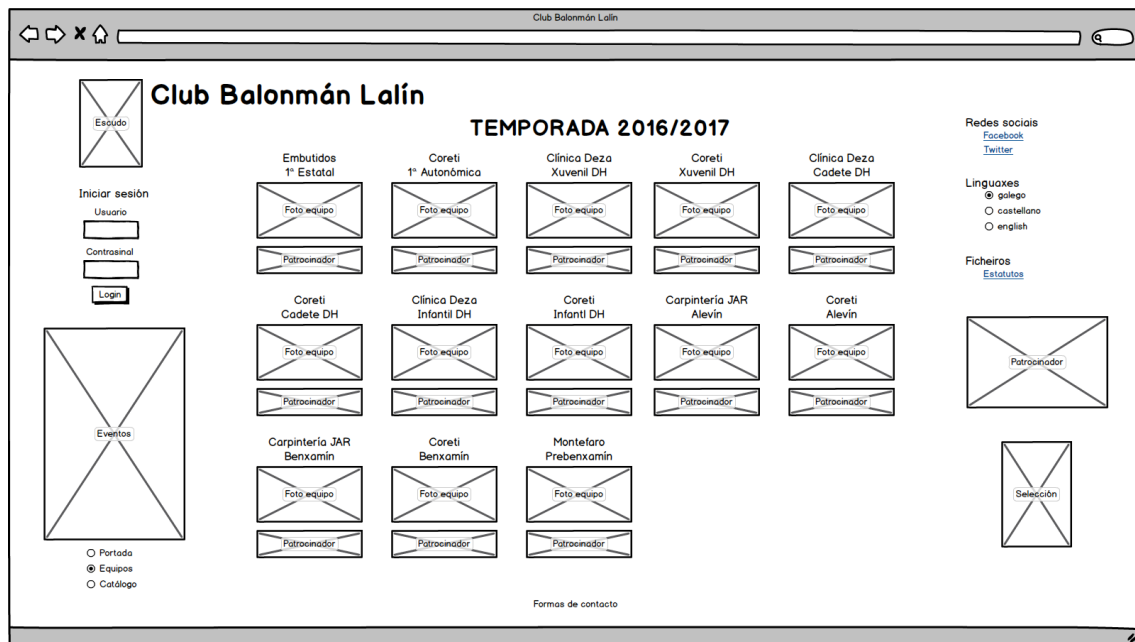 Club Balonmán Lalín
Club Balonmán Lalín
Escudo
Iniciar sesión
Usuario
Contrasinal
Login
Eventos
Portada
Equipos
Catálogo
TEMPORADA 2016/2017
Embutidos
1ª Estatal
Foto equipo
Patrocinador
Coreti
1ª Autonómica
Foto equipo
Patrocinador
Clínica Deza
Xuvenil DH
Foto equipo
Patrocinador
Coreti
Xuvenil DH
Foto equipo
Patrocinador
Clínica Deza
Cadete DH
Foto equipo
Patrocinador
Coreti
Cadete DH
Foto equipo
Patrocinador
Clínica Deza
Infantil DH
Foto equipo
Patrocinador
Coreti
Infantl DH
Foto equipo
Patrocinador
Carpintería JAR
Alevín
Foto equipo
Patrocinador
Coreti
Alevín
Foto equipo
Patrocinador
Carpintería JAR
Benxamín
Foto equipo
Patrocinador
Coreti
Benxamín
Foto equipo
Patrocinador
Montefaro
Prebenxamín
Foto equipo
Patrocinador
Redes sociais
Facebook
Twitter
Linguaxes
galego
castellano
english
Ficheiros
Estatutos
Patrocinador
Selección
Formas de contacto